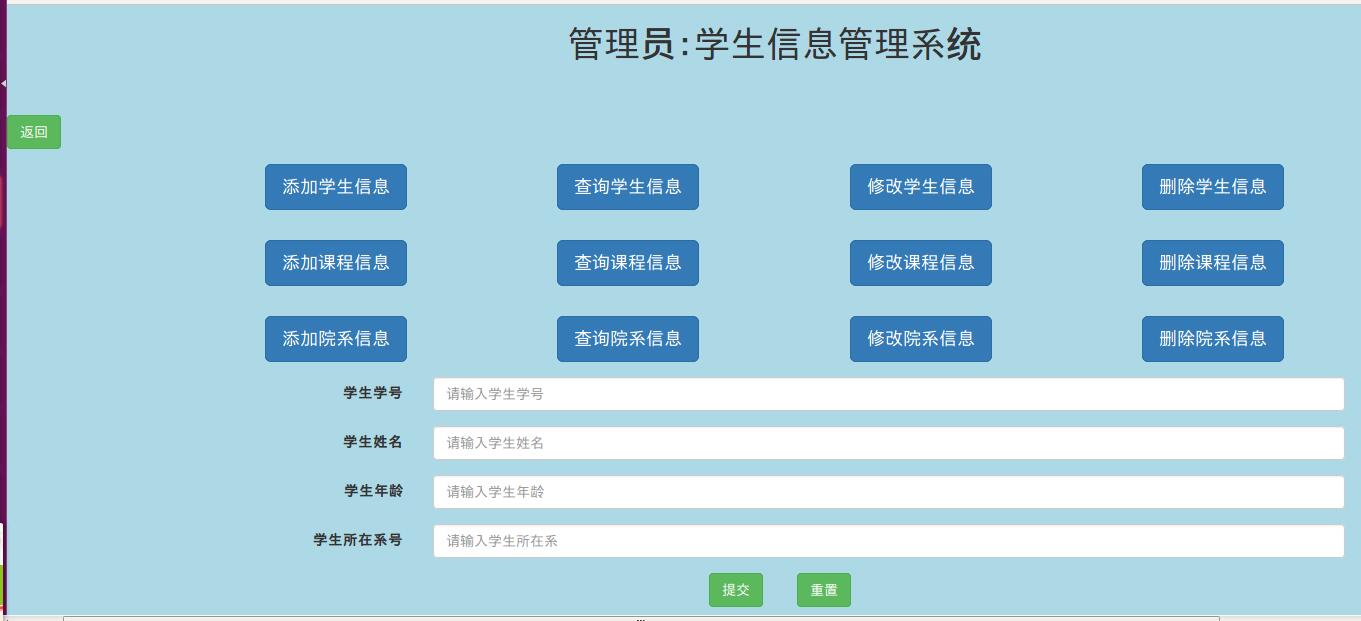 管理员:学生信息管理系统
返回
添加学生信息 查询学生信息 修改学生信息 删除学生信息
添加课程信息 查询课程信息 修改课程信息 删除课程信息
添加院系信息 查询院系信息 修改院系信息 删除院系信息
学生学号 请输入学生学号
学生姓名 请输入学生姓名
学生年龄 请输入学生年龄
学生所在系号 请输入学生所在系
提交 重置